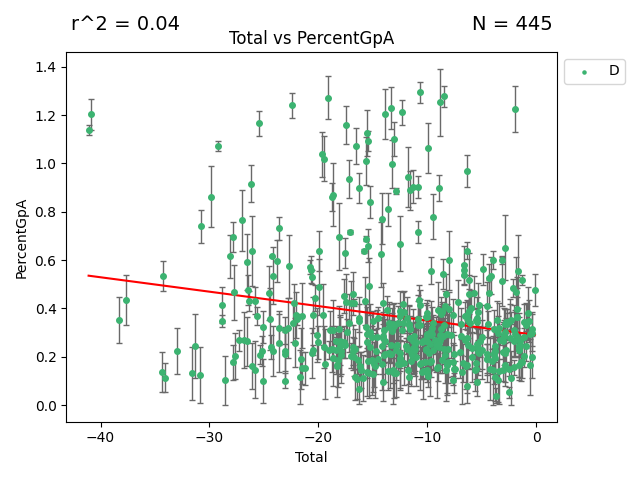 r^2 = 0.04
N = 445
Total vs PercentGpA
D
PercentGpA
1.4
1.2
1.0
0.8
0.6
0.4
0.2
0.0
−40
−30
−20
−10
0
Total